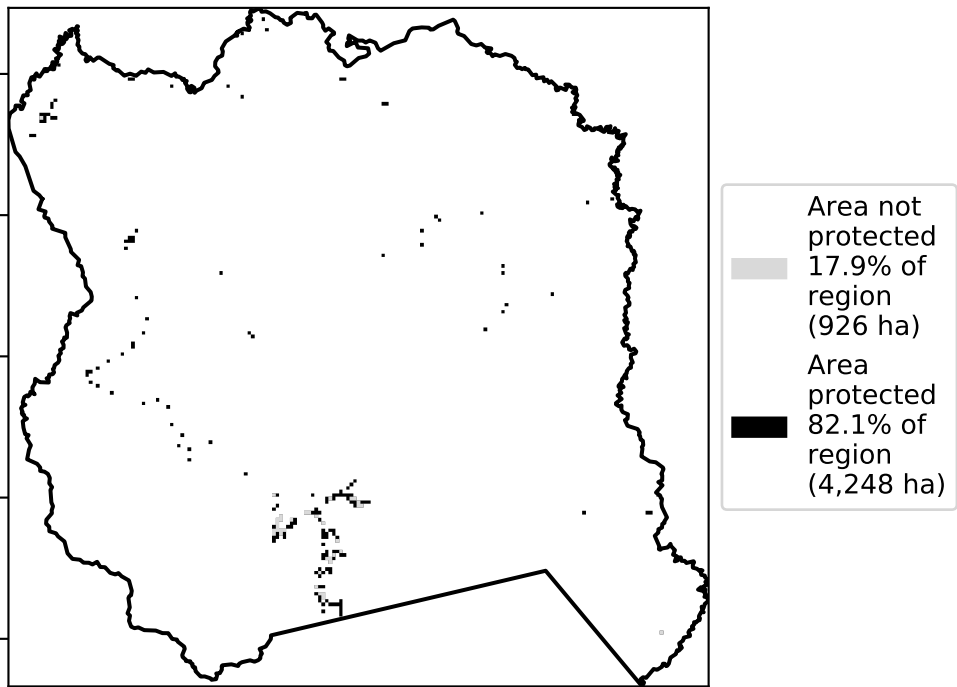 Area not
protected
17.9% of
region
(926 ha)
Area
protected
82.1% of
region
(4,248 ha)